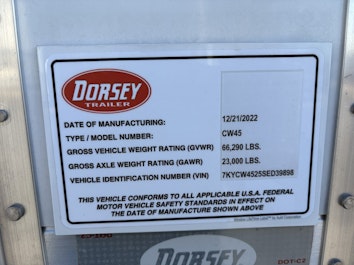 DORSEY
TRAILER
DATE OF MANUFACTURING: 12/21/2022
TYPE / MODEL NUMBER: CW45
GROSS VEHICLE WEIGHT RATING (GVWR) 66,290 LBS.
GROSS AXLE WEIGHT RATING (GAWR) 23,000 LBS.
VEHICLE IDENTIFICATION NUMBER (VIN) 7KYCW4525SED39898
THIS VEHICLE CONFORMS TO ALL APPLICABLE U.S.A. FEDERAL
MOTOR VEHICLE SAFETY STANDARDS IN EFFECT ON
THE DATE OF MANUFACTURE SHOWN ABOVE
DORSEY
DOT-C2